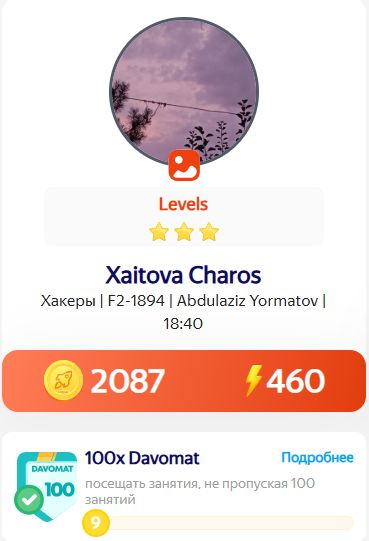 Levels
Xaitova Charos
Хакеры | F2-1894 | Abdulaziz Yormatov |
18:40
2087
460
DAVOMAT
100
100x Davomat
Подробнее
посещать занятия, не пропуская 100
занятий
9